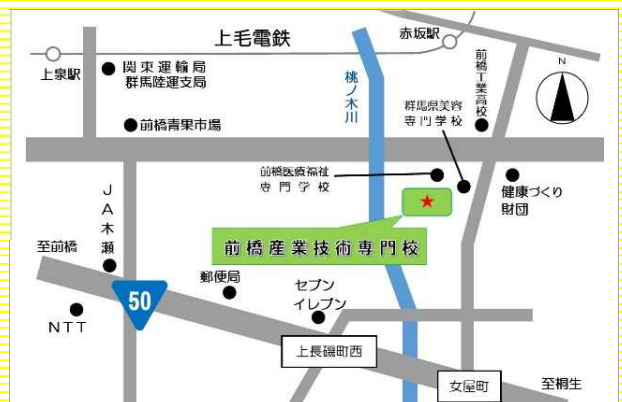 上毛電鉄
赤坂駅
上泉駅
関東運輸局
群馬陸運支局
桃ノ木川
前橋工業高校
N
群馬県美容
専門学校
前橋青果市場
前橋医療福祉
専門学校
健康づくり
財団
JA木瀬
前橋産業技術専門校
至前橋
郵便局
50
セブン
イレブン
NTT
上長磯町西
女屋町
至桐生